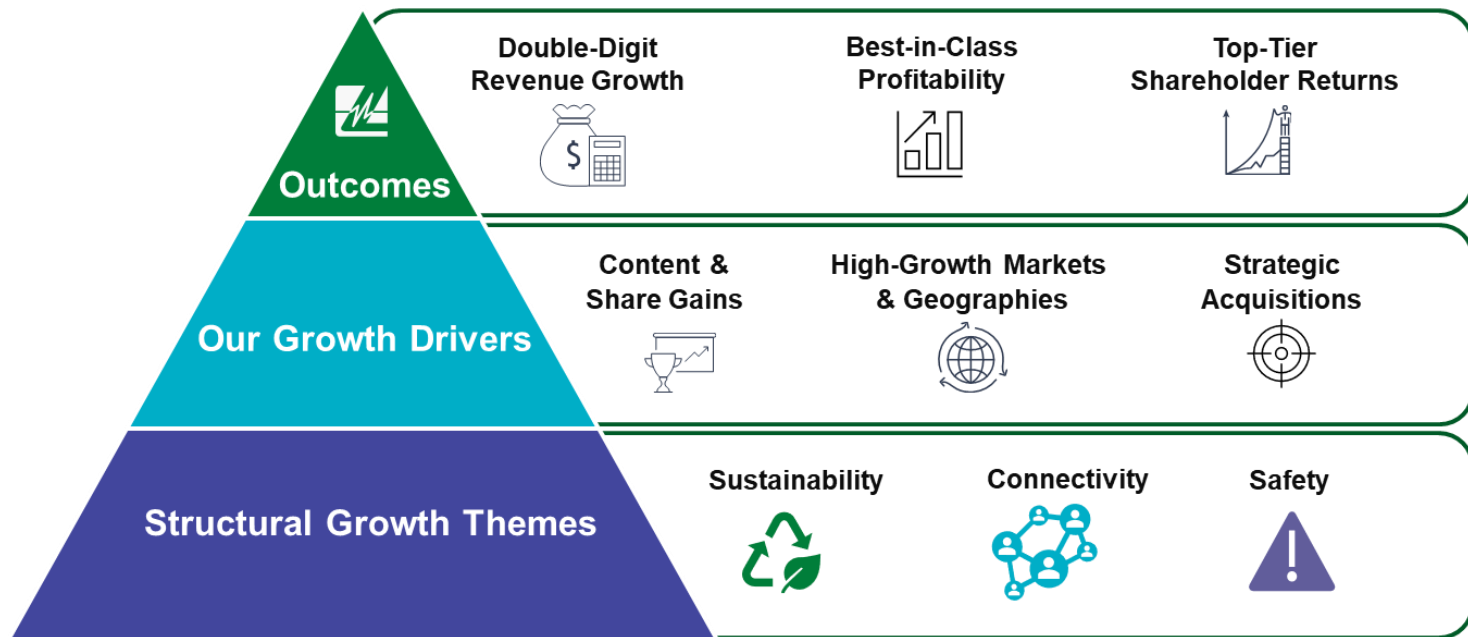 Double-Digit
Revenue Growth
Best-in-Class
Profitability
Top-Tier
Shareholder Returns
$
Outcomes
Content &
Share Gains
High-Growth Markets
& Geographies
Strategic
Acquisitions
Our Growth Drivers
Sustainability
Connectivity
Safety
Structural Growth Themes
!